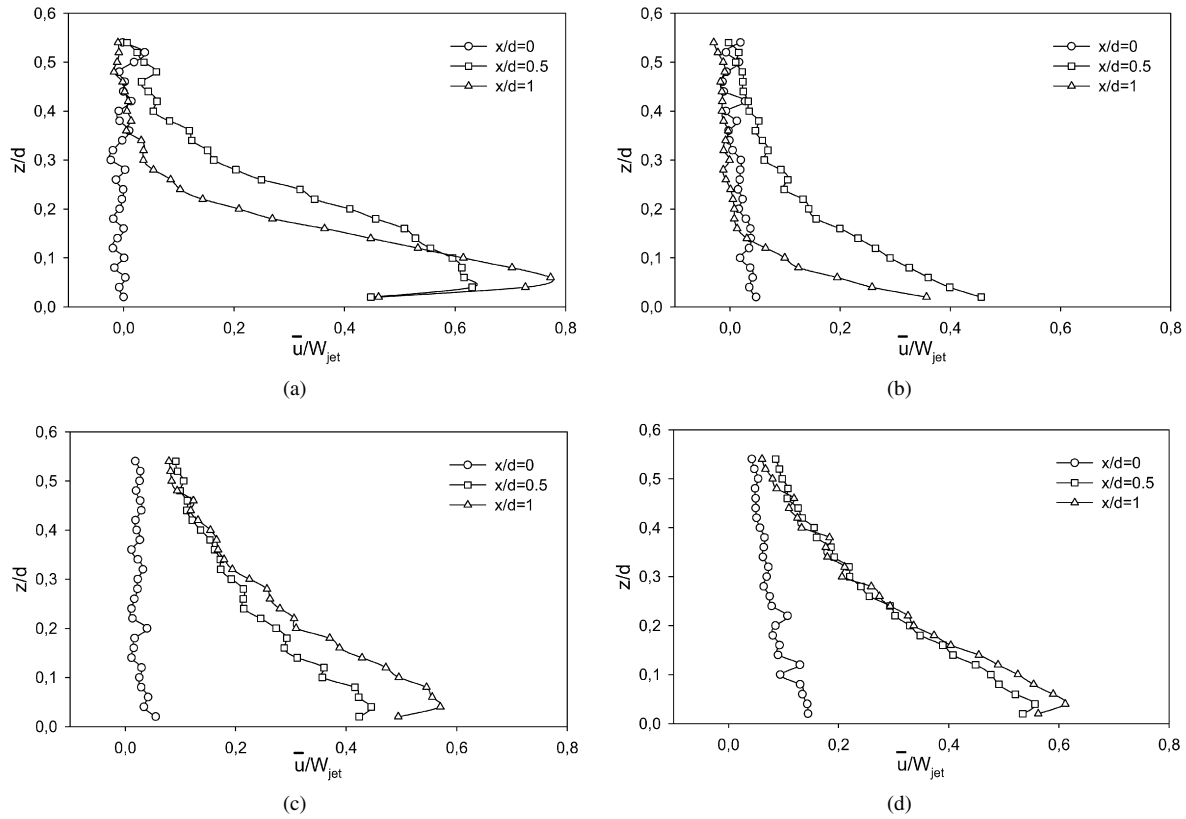 0,6
0,5
0,4
0,3
0,2
0,1
0,0
z/d
0,0 0,2 0,4 0,6 0,8
u̅/W_jet
x/d=0
x/d=0.5
x/d=1
(a)
0,6
0,5
0,4
0,3
0,2
0,1
0,0
z/d
0,0 0,2 0,4 0,6 0,8
u̅/W_jet
x/d=0
x/d=0.5
x/d=1
(b)
0,6
0,5
0,4
0,3
0,2
0,1
0,0
z/d
0,0 0,2 0,4 0,6 0,8
u̅/W_jet
x/d=0
x/d=0.5
x/d=1
(c)
0,6
0,5
0,4
0,3
0,2
0,1
0,0
z/d
0,0 0,2 0,4 0,6 0,8
u̅/W_jet
x/d=0
x/d=0.5
x/d=1
(d)